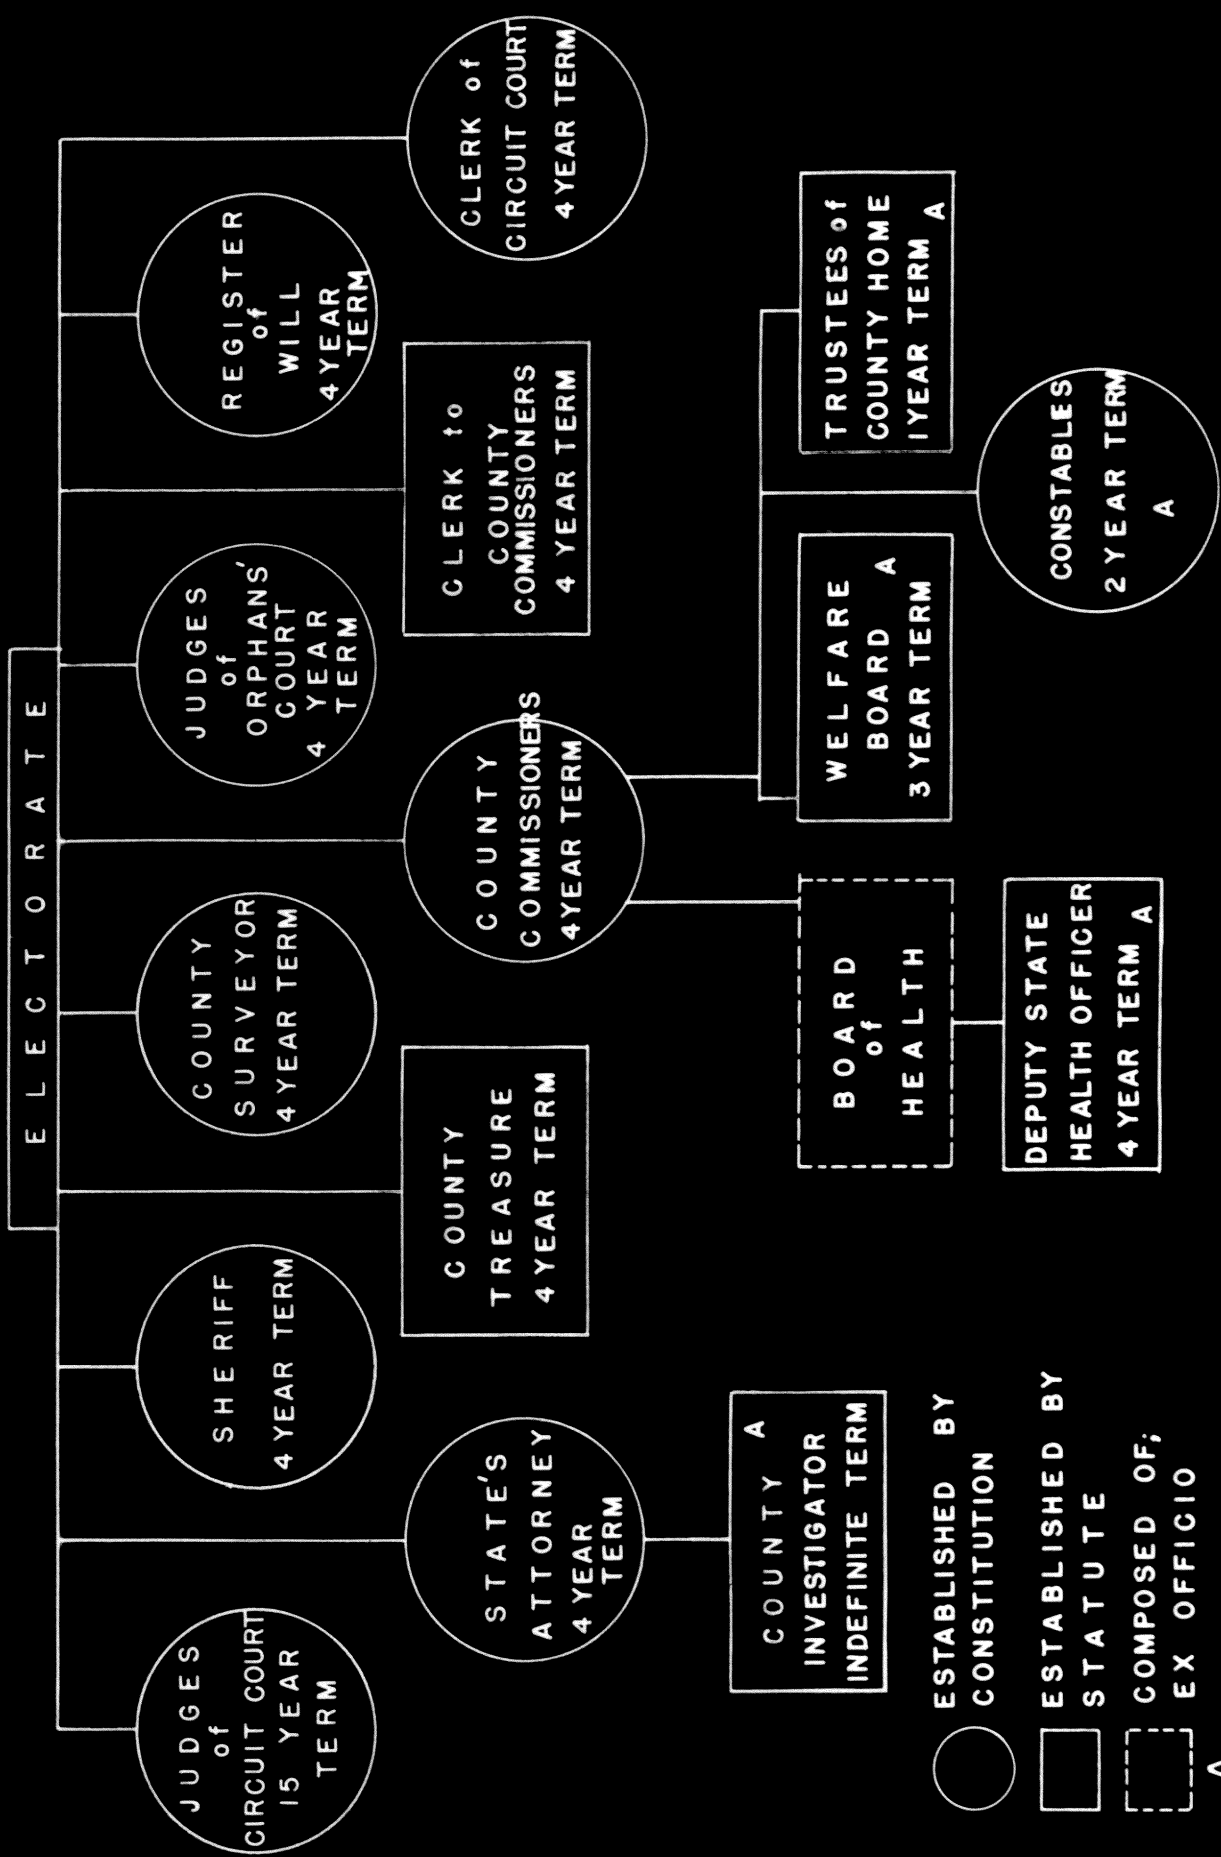 ELECTORATE
JUDGES
of
CIRCUIT COURT
15 YEAR
TERM
SHERIFF
4 YEAR TERM
COUNTY
SURVEYOR
4 YEAR TERM
JUDGES
of
ORPHANS'
COURT
4 YEAR
TERM
REGISTER
of
WILL
4 YEAR
TERM
STATE'S
ATTORNEY
4 YEAR
TERM
COUNTY
TREASURE
4 YEAR TERM
COUNTY
COMMISSIONERS
4 YEAR TERM
CLERK to
COUNTY
COMMISSIONERS
4 YEAR TERM
CLERK of
CIRCUIT COURT
4 YEAR TERM
COUNTY A
INVESTIGATOR
INDEFINITE TERM
BOARD
of
HEALTH
WELFARE
BOARD A
3 YEAR TERM
TRUSTEES of
COUNTY HOME
1 YEAR TERM A
DEPUTY STATE
HEALTH OFFICER
4 YEAR TERM A
CONSTABLES
2 YEAR TERM
A
ESTABLISHED BY
CONSTITUTION
ESTABLISHED BY
STATUTE
COMPOSED OF;
EX OFFICIO